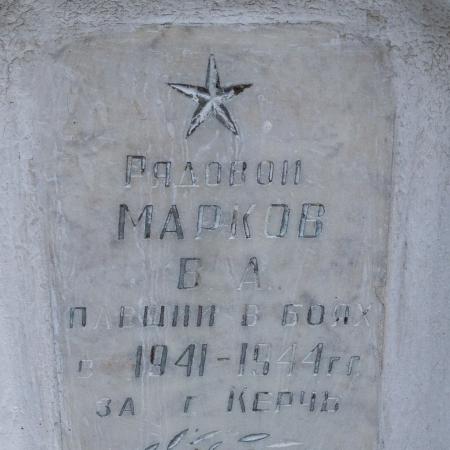 Рядовой
МАРКОВ
В А
ПАВШИЙ В БОЯХ
В 1941-1944 гг
ЗА г КЕРЧЬ